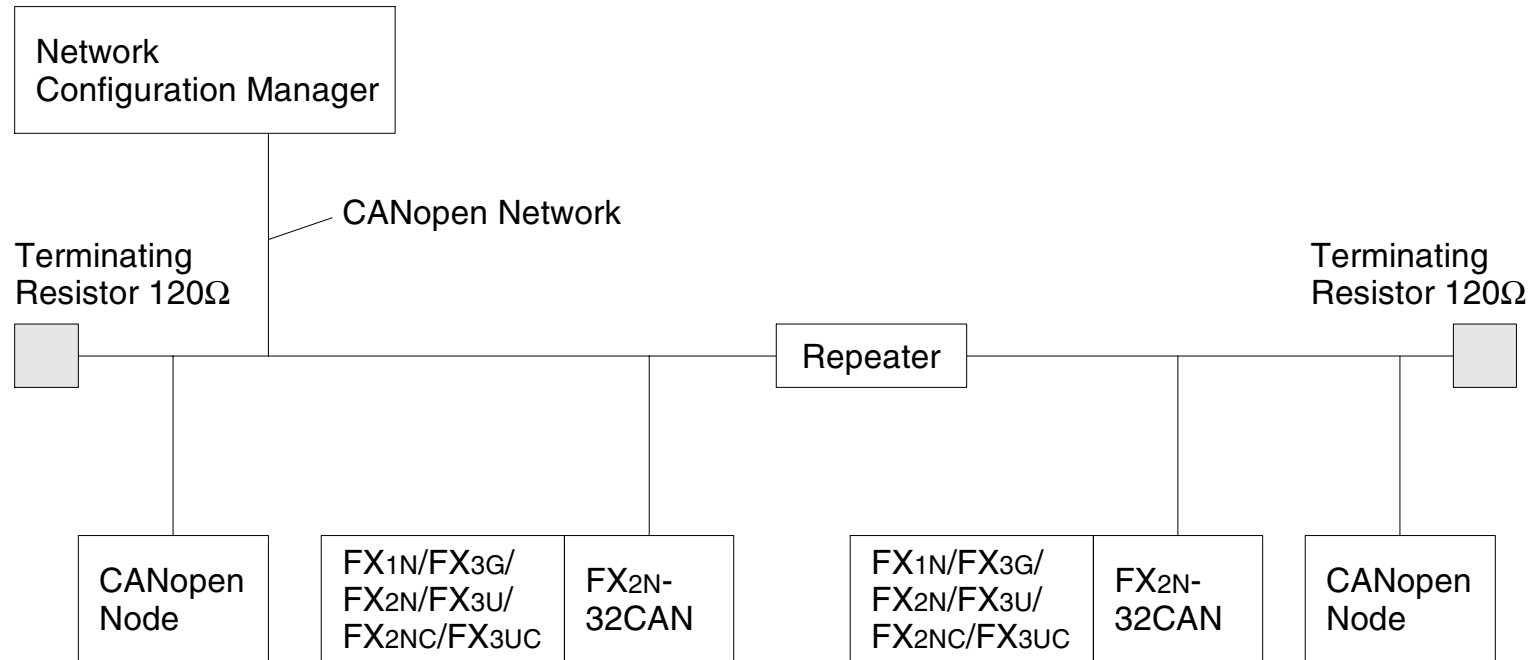 Network
Configuration Manager
CANopen Network
Terminating
Resistor 120Ω
Terminating
Resistor 120Ω
Repeater
CANopen
Node
FX1N/FX3G/
FX2N/FX3U/
FX2NC/FX3UC
FX2N-
32CAN
FX1N/FX3G/
FX2N/FX3U/
FX2NC/FX3UC
FX2N-
32CAN
CANopen
Node